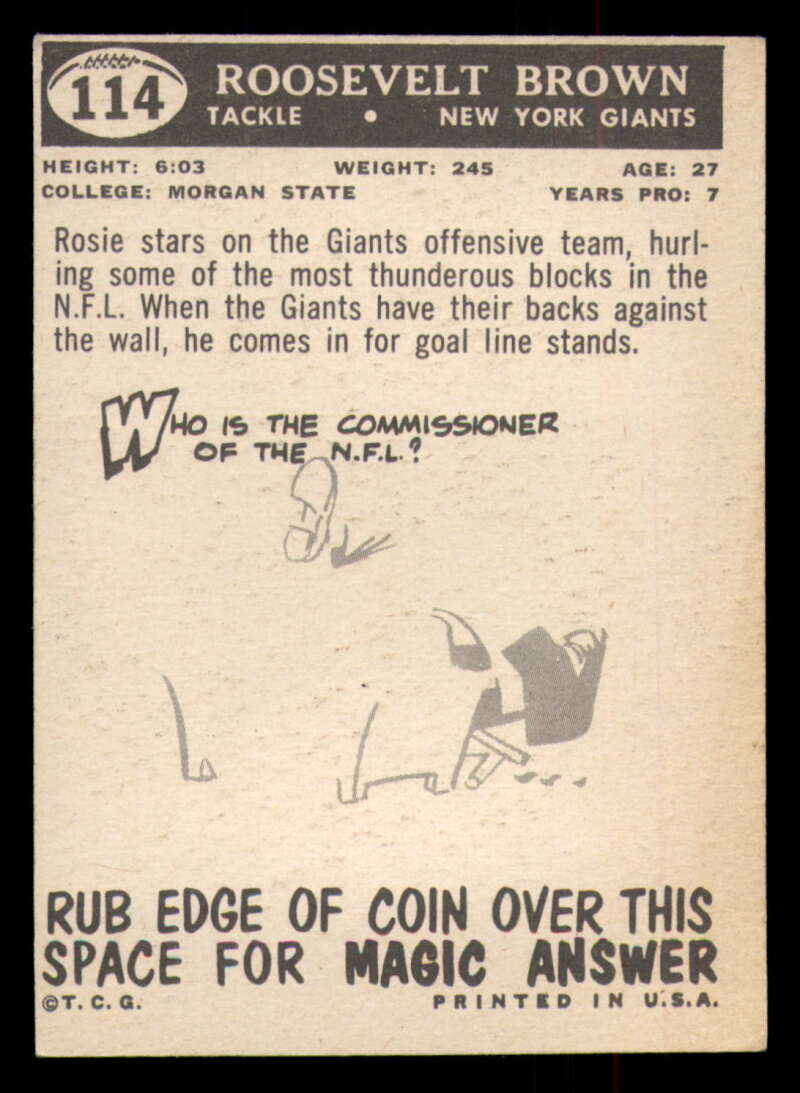 114
ROOSEVELT BROWN
TACKLE • NEW YORK GIANTS
HEIGHT: 6:03 WEIGHT: 245 AGE: 27
COLLEGE: MORGAN STATE YEARS PRO: 7
Rosie stars on the Giants offensive team, hurl-
ing some of the most thunderous blocks in the
N.F.L. When the Giants have their backs against
the wall, he comes in for goal line stands.
WHO IS THE COMMISSIONER
OF THE N.F.L.?
RUB EDGE OF COIN OVER THIS
SPACE FOR MAGIC ANSWER
©T. C. G. PRINTED IN U.S.A.